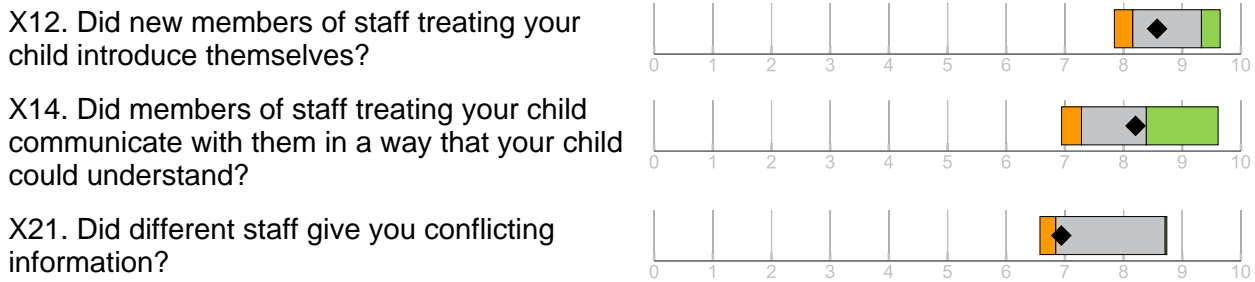 X12. Did new members of staff treating your
child introduce themselves?
0 1 2 3 4 5 6 7 8 9 10
X14. Did members of staff treating your child
communicate with them in a way that your child
could understand?
0 1 2 3 4 5 6 7 8 9 10
X21. Did different staff give you conflicting
information?
0 1 2 3 4 5 6 7 8 9 10